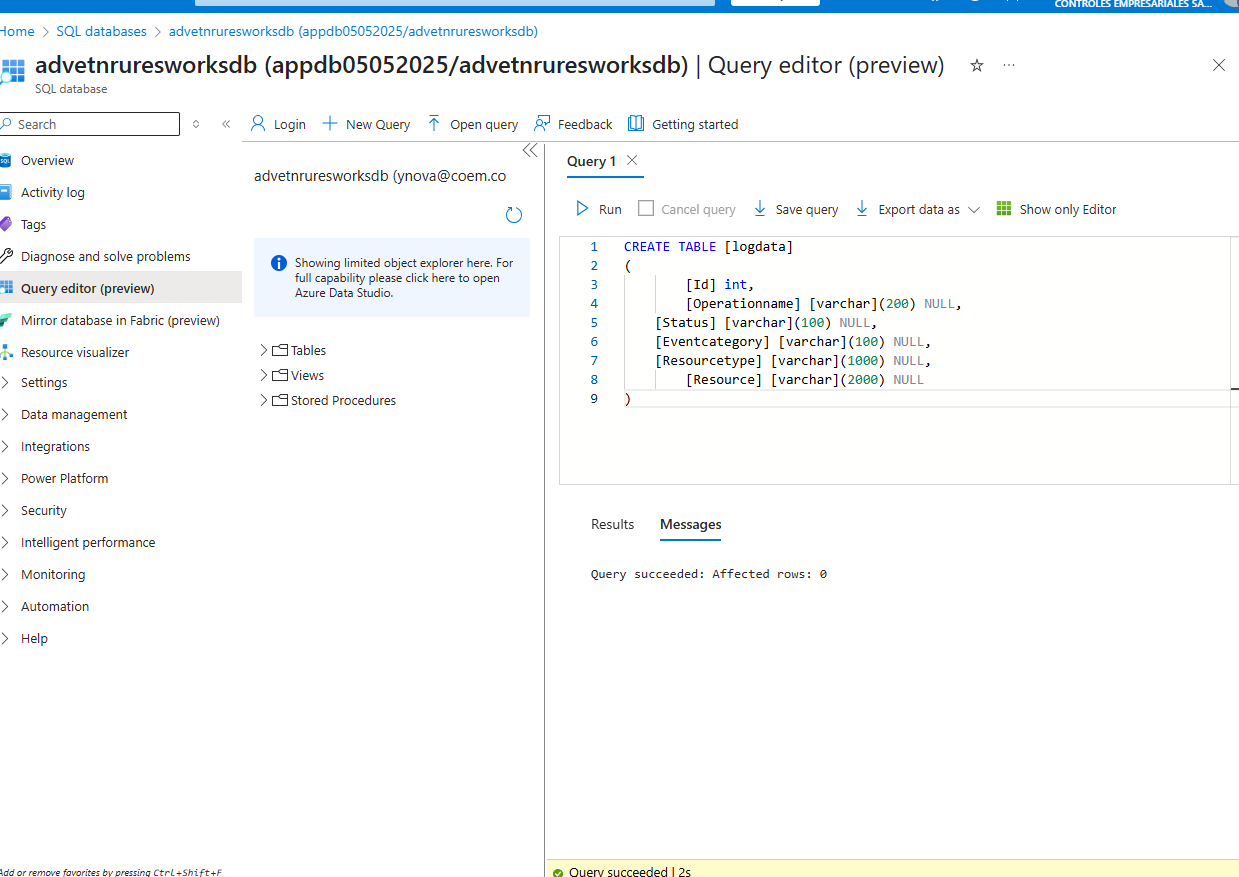 CONTROLES EMPRESARIALES SA...
Home > SQL databases > advetnruresworksdb (appdb05052025/advetnruresworksdb)
advetnruresworksdb (appdb05052025/advetnruresworksdb) | Query editor (preview)
SQL database
Search
Login
New Query
Open query
Feedback
Getting started
Overview
Activity log
Tags
Diagnose and solve problems
Query editor (preview)
Mirror database in Fabric (preview)
Resource visualizer
Settings
Data management
Integrations
Power Platform
Security
Intelligent performance
Monitoring
Automation
Help
Add or remove favorites by pressing Ctrl+Shift+F
advetnruresworksdb (ynova@coem.co
Showing limited object explorer here. For
full capability please click here to open
Azure Data Studio.
Tables
Views
Stored Procedures
Query 1
Run
Cancel query
Save query
Export data as
Show only Editor
1 CREATE TABLE [logdata]
2 (
3 [Id] int,
4 [Operationname] [varchar](200) NULL,
5 [Status] [varchar](100) NULL,
6 [Eventcategory] [varchar](100) NULL,
7 [Resourcetype] [varchar](1000) NULL,
8 [Resource] [varchar](2000) NULL
9 )
Results
Messages
Query succeeded: Affected rows: 0
Query succeeded | 2s